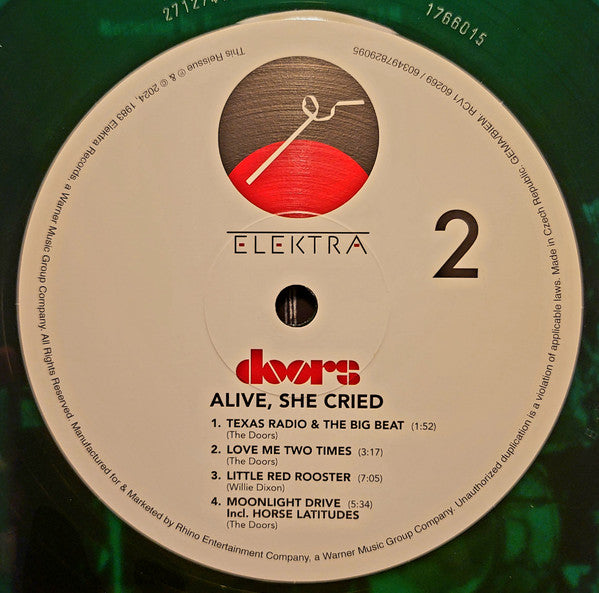 1766015
ELEKTRA
2
doors
ALIVE, SHE CRIED
1. TEXAS RADIO & THE BIG BEAT (1:52)
(The Doors)
2. LOVE ME TWO TIMES (3:17)
(The Doors)
3. LITTLE RED ROOSTER (7:05)
(Willie Dixon)
4. MOONLIGHT DRIVE (5:34)
Incl. HORSE LATITUDES
(The Doors)
This Reissue ℗ & © 2024, 1983 Elektra Records, a Warner Music Group Company. All Rights Reserved. Manufactured for & Marketed by Rhino Entertainment Company, a Warner Music Group Company. Unauthorized duplication is a violation of applicable laws. Made in Czech Republic. GEMA/BIEM. RCV1 60269 / 603497829095